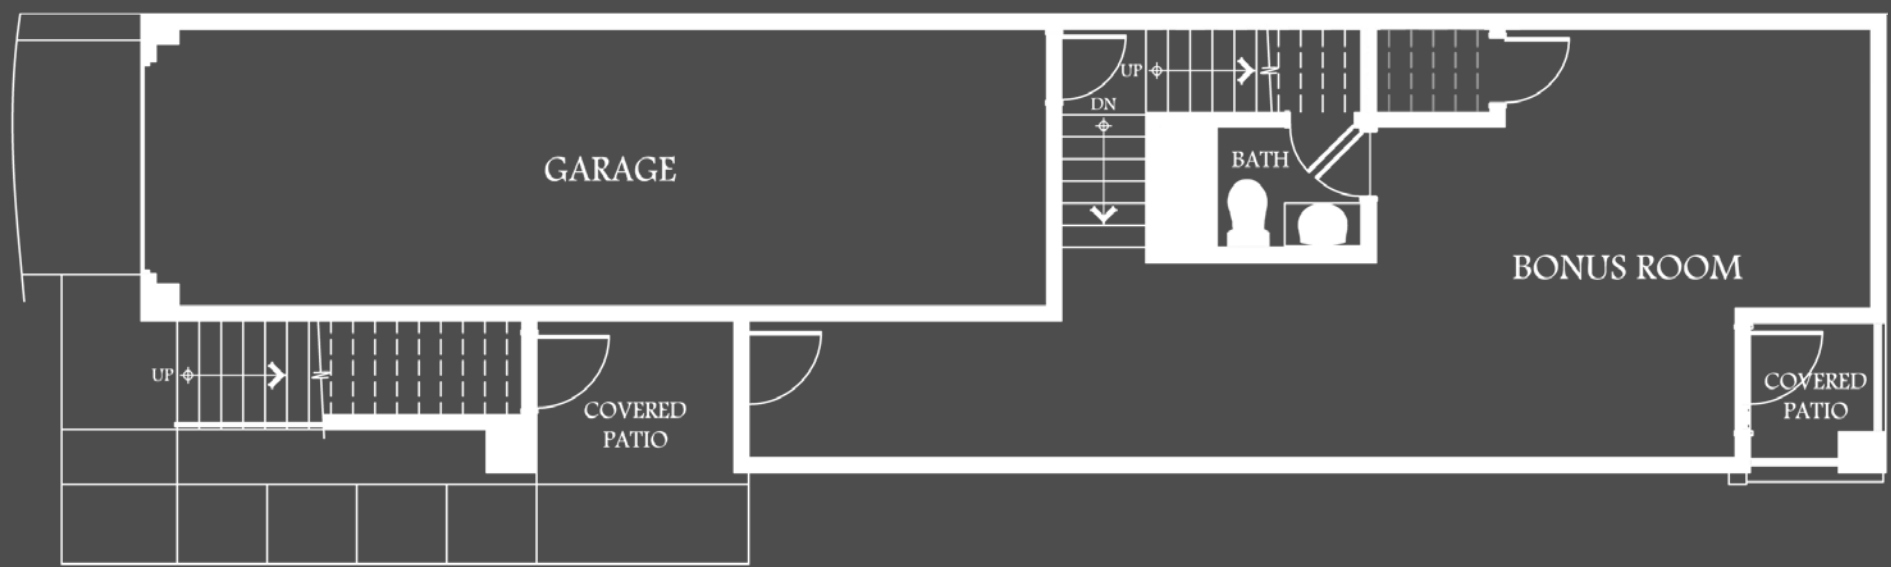 UP
DN
GARAGE
BATH
BONUS ROOM
UP
COVERED
PATIO
COVERED
PATIO